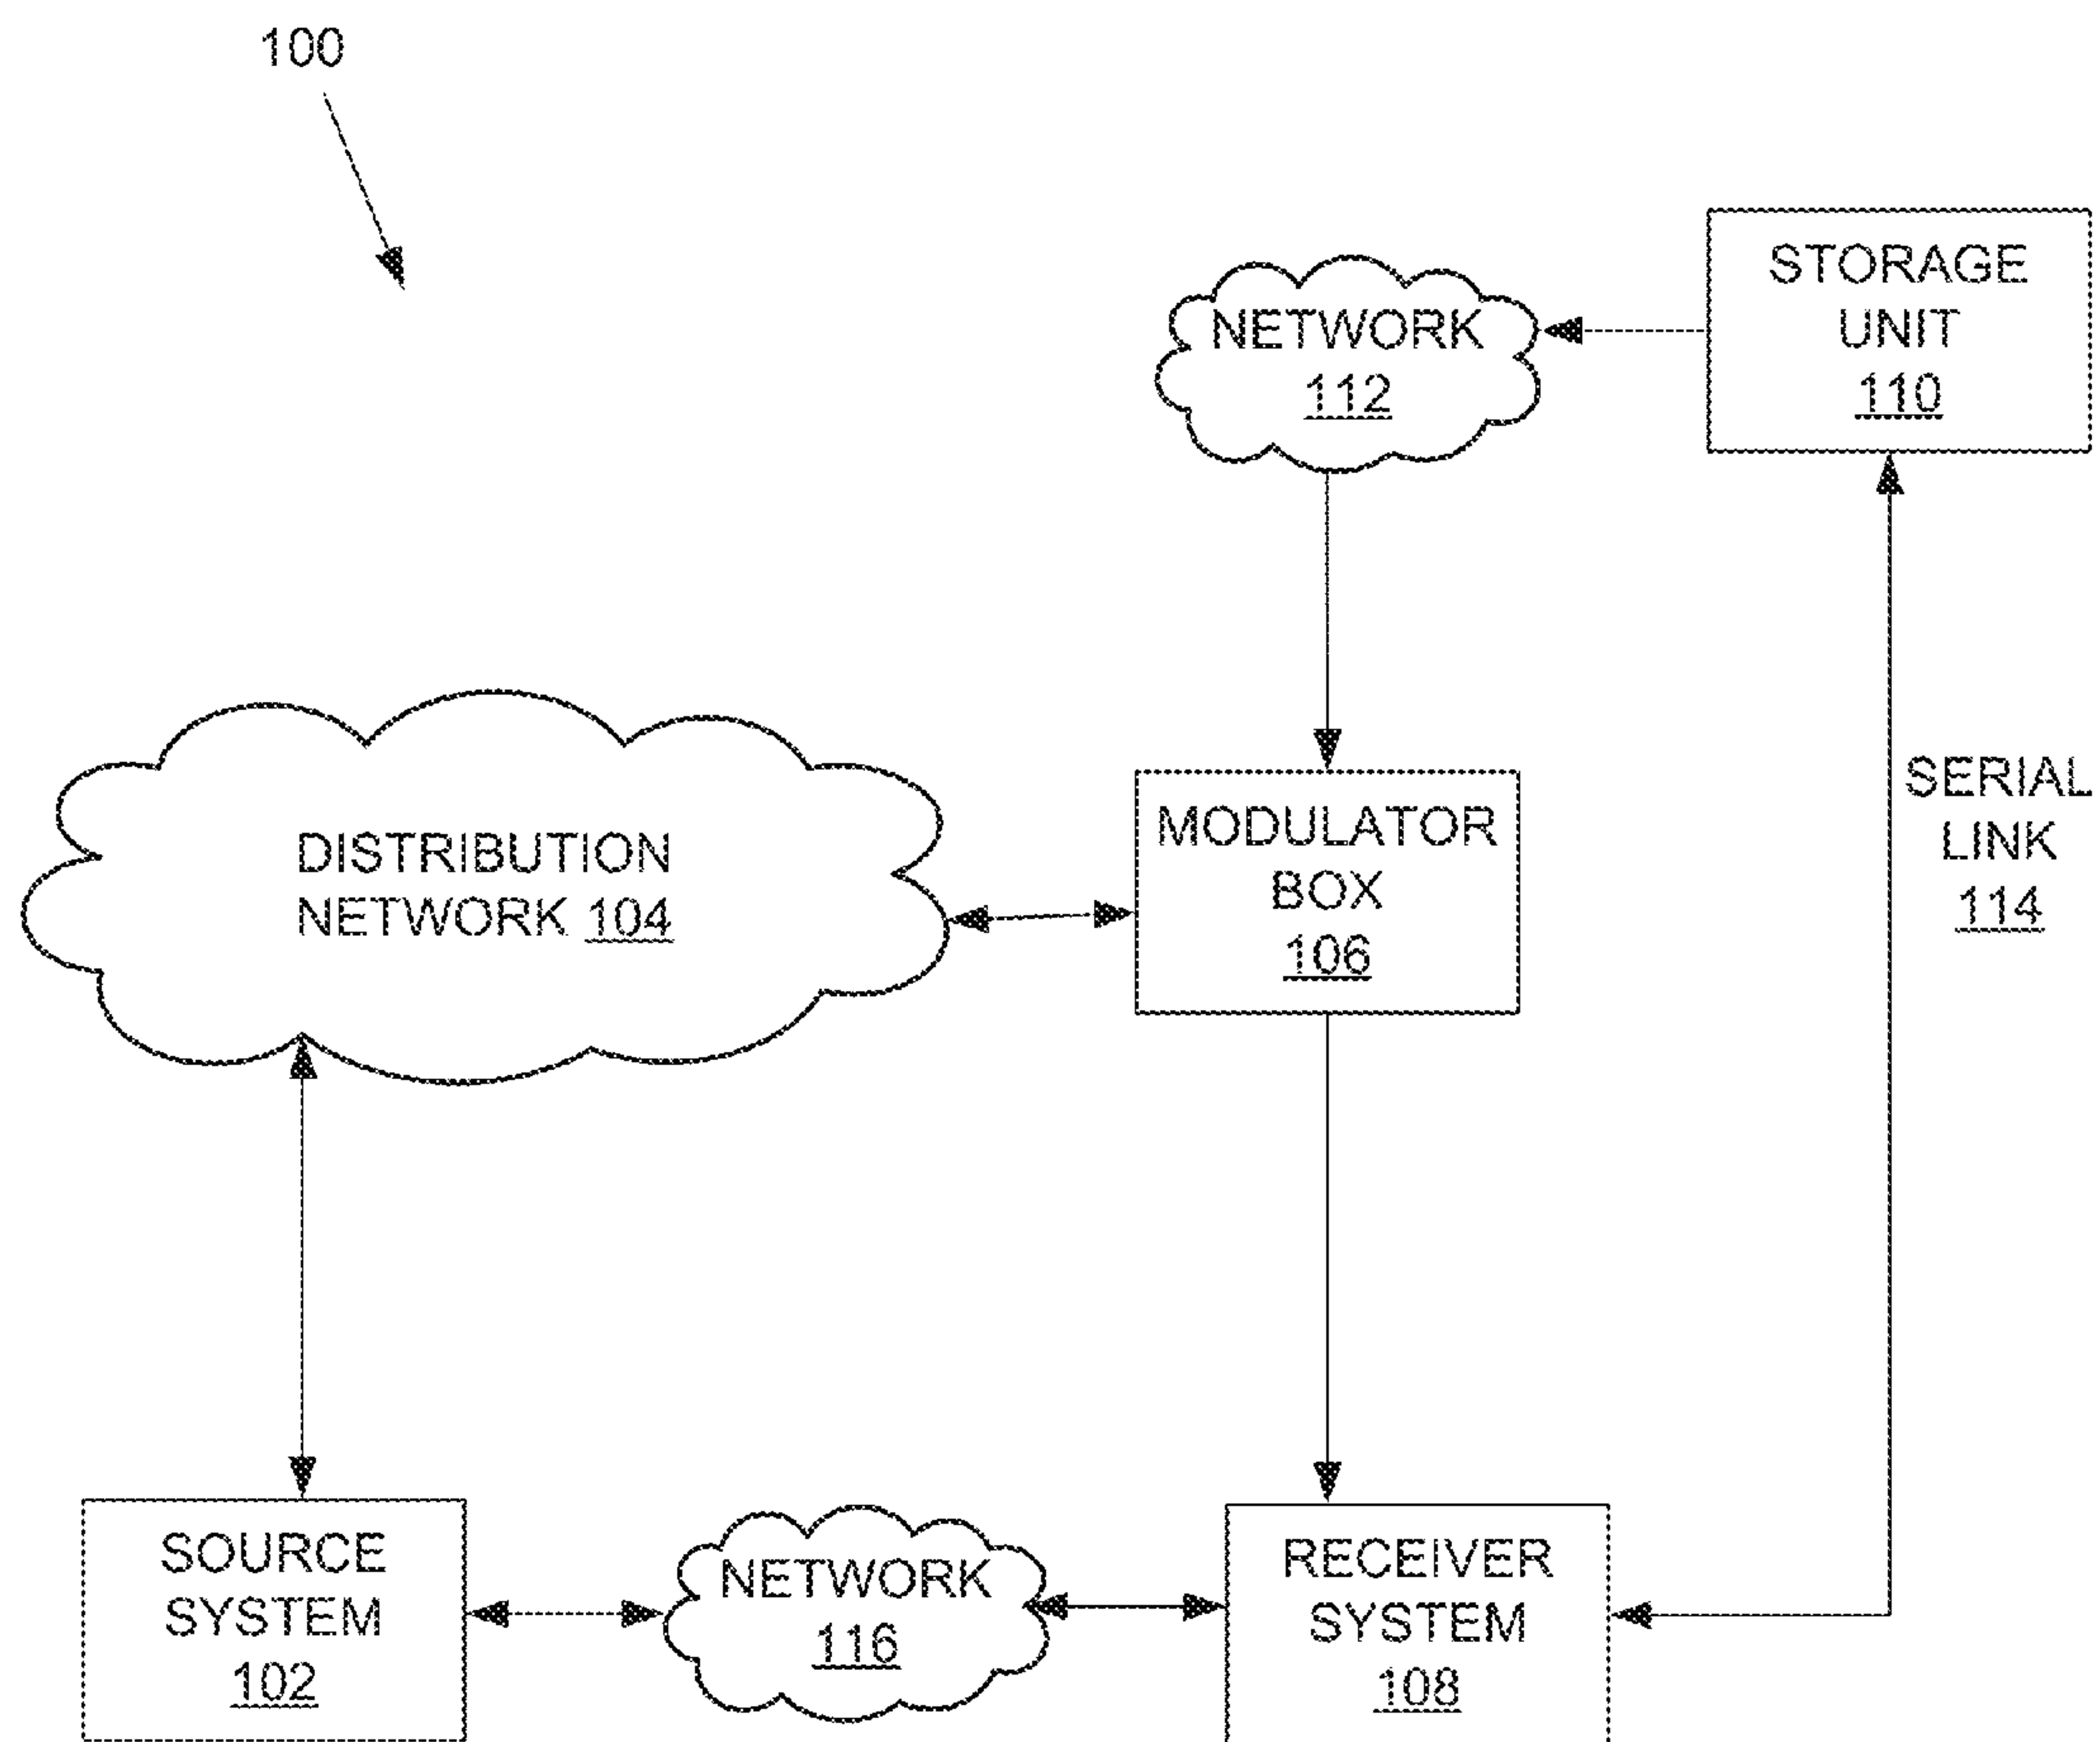 100
STORAGE
UNIT
110
NETWORK
112
DISTRIBUTION
NETWORK 104
MODULATOR
BOX
106
SERIAL
LINK
114
SOURCE
SYSTEM
102
NETWORK
116
RECEIVER
SYSTEM
108